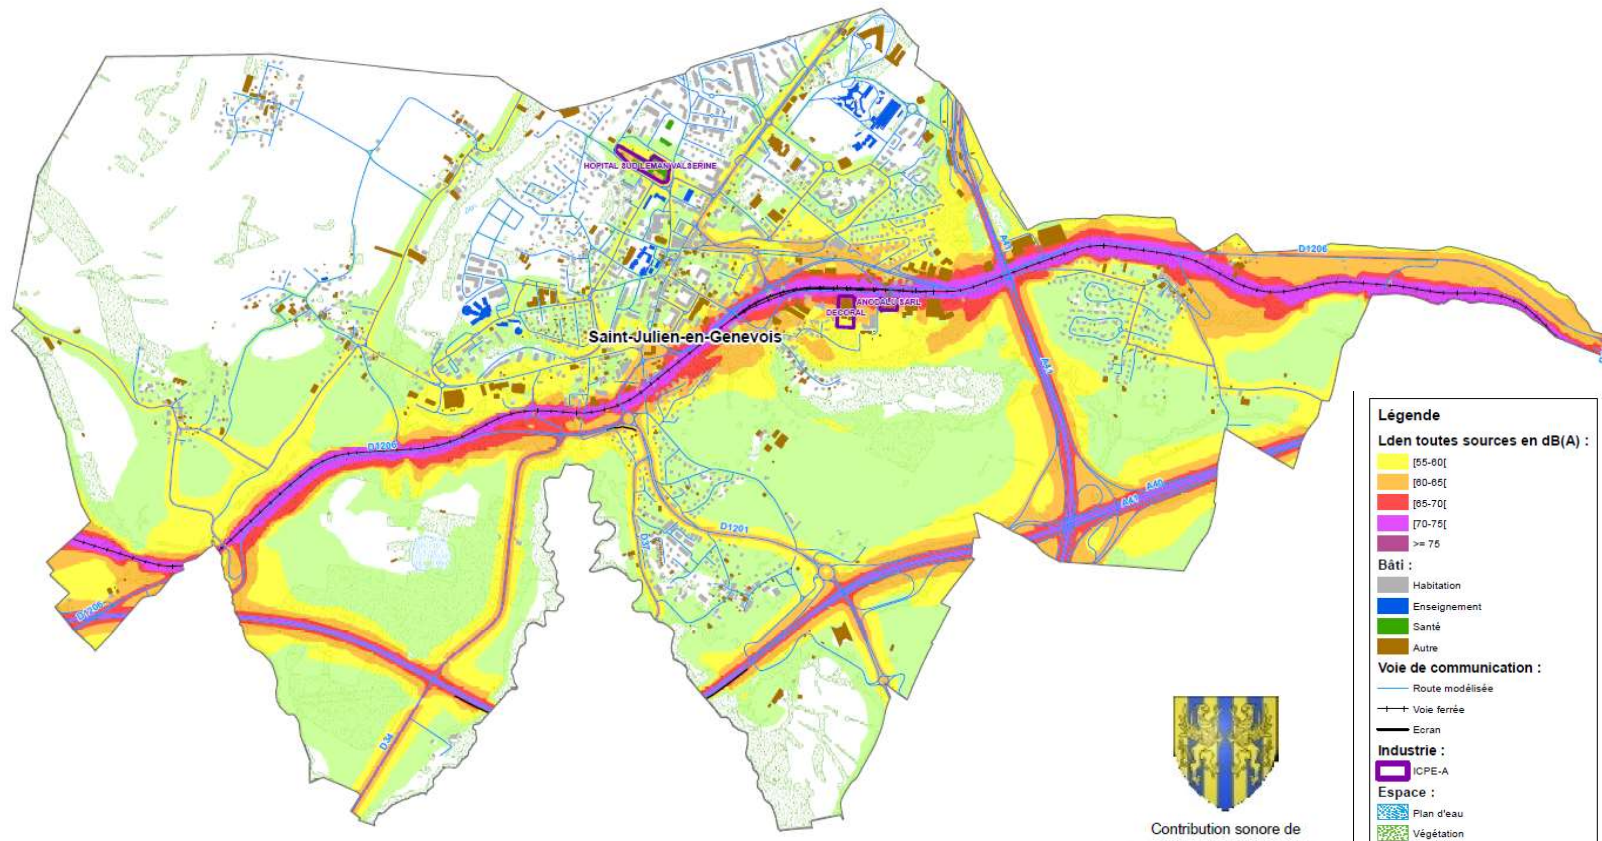 HOPITAL SUD LEMAN VALSERINE
D1206
A41
ANODALU SARL
DECORAL
Saint-Julien-en-Genevois
A41
D1206
A40
A41
D1201
D37
D1206
D34
Légende
Lden toutes sources en dB(A) :
[55-60[
[60-65[
[65-70[
[70-75[
>= 75
Bâti :
Habitation
Enseignement
Santé
Autre
Voie de communication :
Route modélisée
Voie ferrée
Ecran
Industrie :
ICPE-A
Espace :
Plan d'eau
Végétation
Contribution sonore de